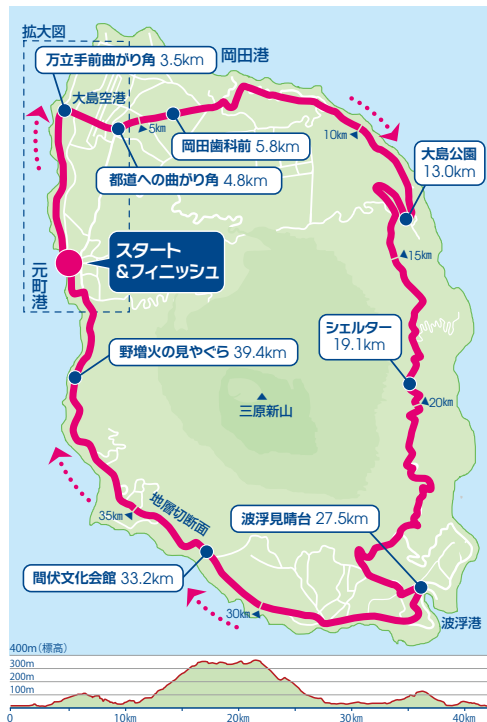 拡大図
万立手前曲がり角 3.5km
岡田港
大島空港
5km
岡田歯科前 5.8km
10km
都道への曲がり角 4.8km
大島公園
13.0km
スタート
&フィニッシュ
元町港
15km
シェルター
19.1km
野増火の見やぐら 39.4km
20km
三原新山
地層切断面
35km
波浮見晴台 27.5km
間伏文化会館 33.2km
30km
波浮港
400m(標高)
300m
200m
100m
0 10km 20km 30km 40km